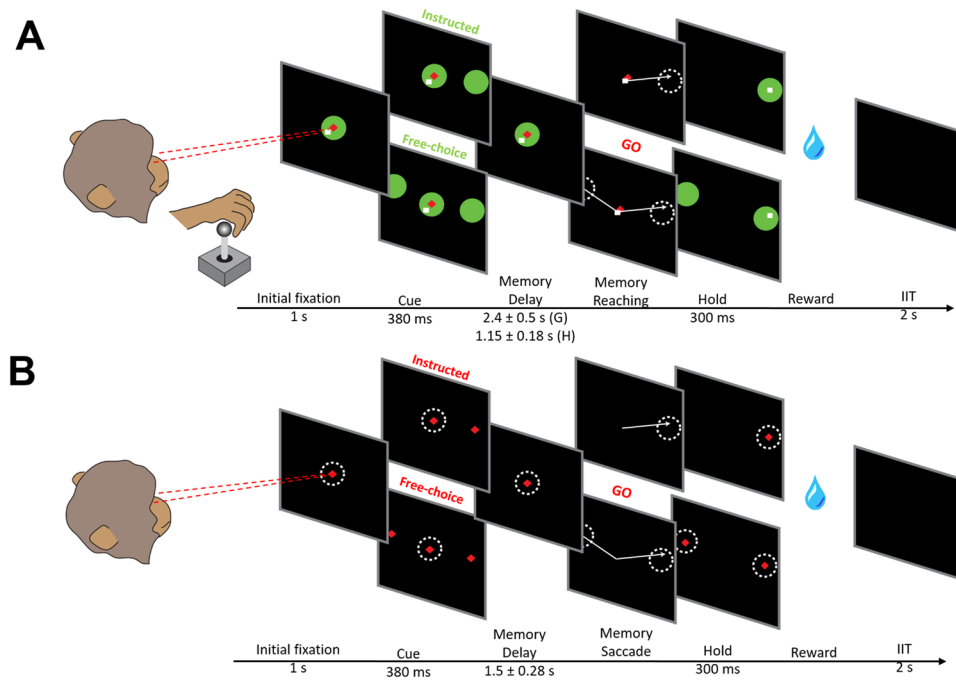 A
Instructed
Free-choice
GO
Initial fixation
1 s
Cue
380 ms
Memory
Delay
2.4 ± 0.5 s (G)
1.15 ± 0.18 s (H)
Memory
Reaching
Hold
300 ms
Reward
IIT
2 s
B
Instructed
Free-choice
GO
Initial fixation
1 s
Cue
380 ms
Memory
Delay
1.5 ± 0.28 s
Memory
Saccade
Hold
300 ms
Reward
IIT
2 s